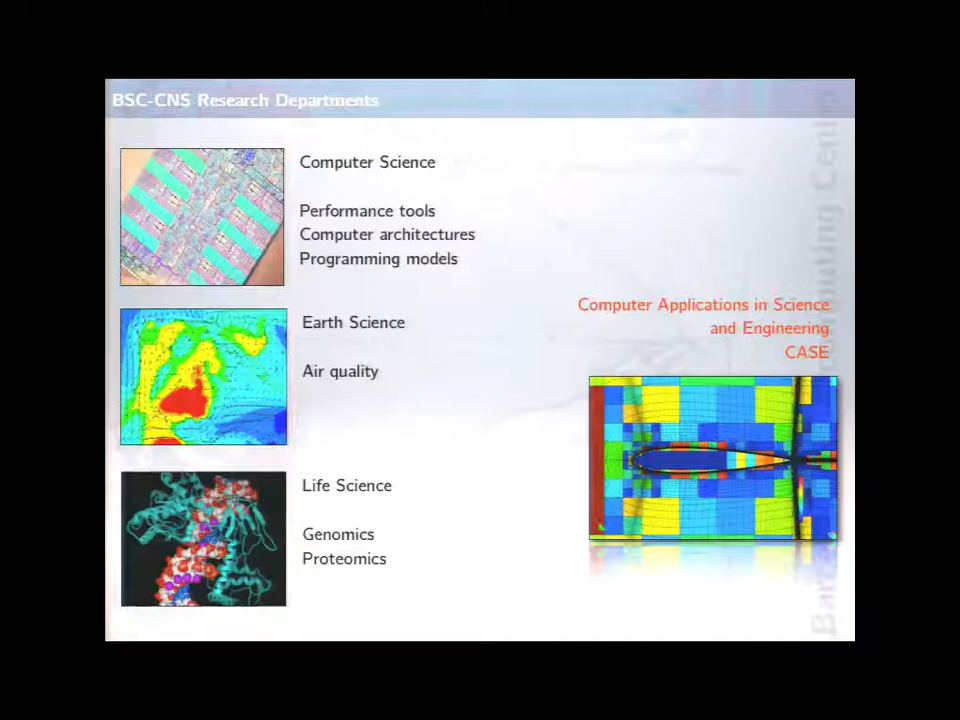 BSC-CNS Research Departments
Computer Science
Performance tools
Computer architectures
Programming models
Earth Science
Air quality
Life Science
Genomics
Proteomics
Computer Applications in Science
and Engineering
CASE